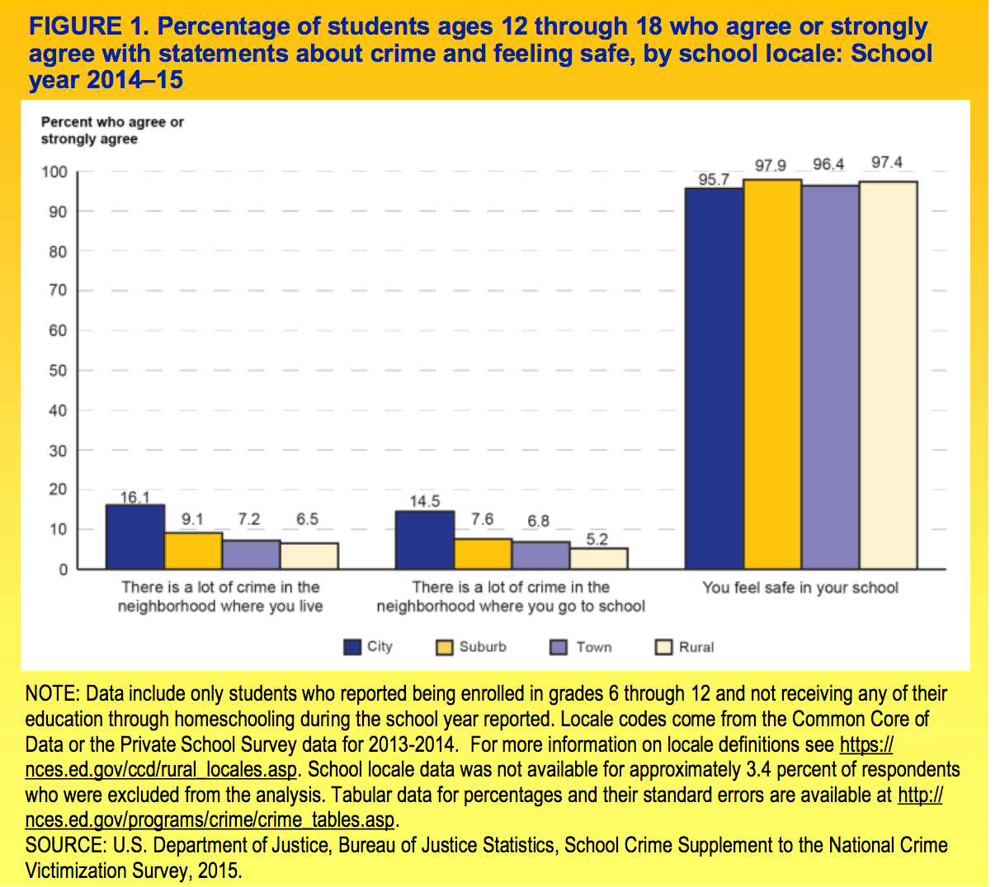 FIGURE 1. Percentage of students ages 12 through 18 who agree or strongly
agree with statements about crime and feeling safe, by school locale: School
year 2014–15
Percent who agree or
strongly agree
100
90
80
70
60
50
40
30
20
10
0
16.1
9.1
7.2
6.5
14.5
7.6
6.8
5.2
95.7
97.9
96.4
97.4
There is a lot of crime in the
neighborhood where you live
There is a lot of crime in the
neighborhood where you go to school
You feel safe in your school
City
Suburb
Town
Rural
NOTE: Data include only students who reported being enrolled in grades 6 through 12 and not receiving any of their
education through homeschooling during the school year reported. Locale codes come from the Common Core of
Data or the Private School Survey data for 2013-2014.  For more information on locale definitions see https://
nces.ed.gov/ccd/rural_locales.asp. School locale data was not available for approximately 3.4 percent of respondents
who were excluded from the analysis. Tabular data for percentages and their standard errors are available at http://
nces.ed.gov/programs/crime/crime_tables.asp.
SOURCE: U.S. Department of Justice, Bureau of Justice Statistics, School Crime Supplement to the National Crime
Victimization Survey, 2015.